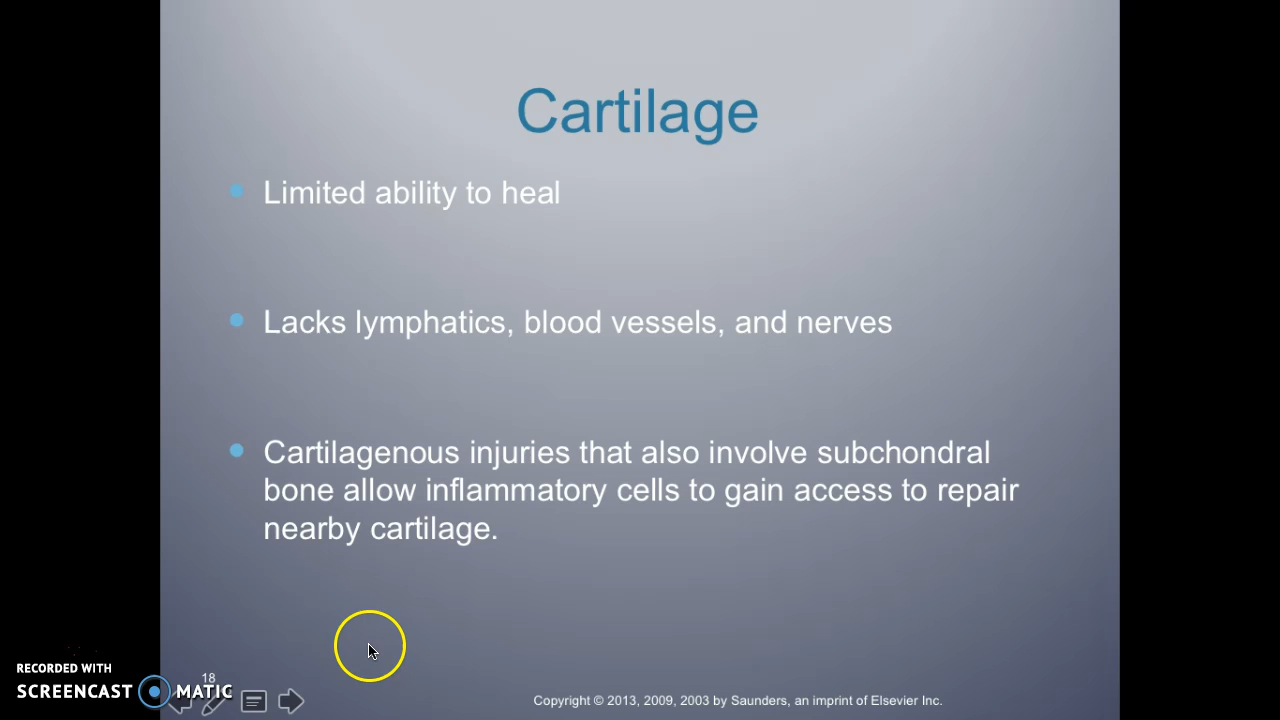 Cartilage
Limited ability to heal
Lacks lymphatics, blood vessels, and nerves
Cartilagenous injuries that also involve subchondral
bone allow inflammatory cells to gain access to repair
nearby cartilage.
RECORDED WITH
SCREENCAST MATIC
18
Copyright © 2013, 2009, 2003 by Saunders, an imprint of Elsevier Inc.